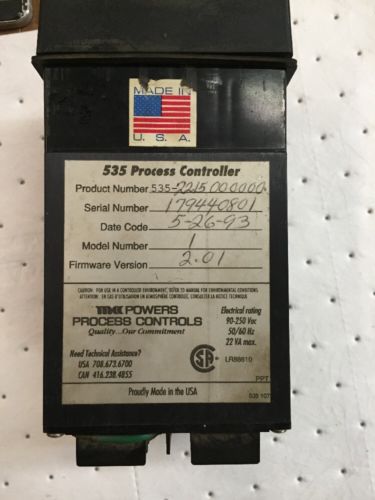 MADE IN
U. S. A.
535 Process Controller
Product Number 535-2215000000
Serial Number 179440801
Date Code 5-26-93
Model Number 1
Firmware Version 2.01
CAUTION: FOR USE IN A CONTROLLED ENVIRONMENT, REFER TO MANUAL FOR ENVIRONMENTAL CONDITIONS
ATTENTION: EN CAS D'UTILISATION EN ATMOSPHÈRE CONTROLÉE, CONSULTER LA NOTICE TECHNIQUE
POWERS
PROCESS CONTROLS
Quality...Our Commitment
Electrical rating
90-250 Vac
50/60 Hz
22 VA max.
Need Technical Assistance?
USA 708.673.6700
CAN 416.238.4855
LR88610
PPT
Proudly Made in the USA
535 107